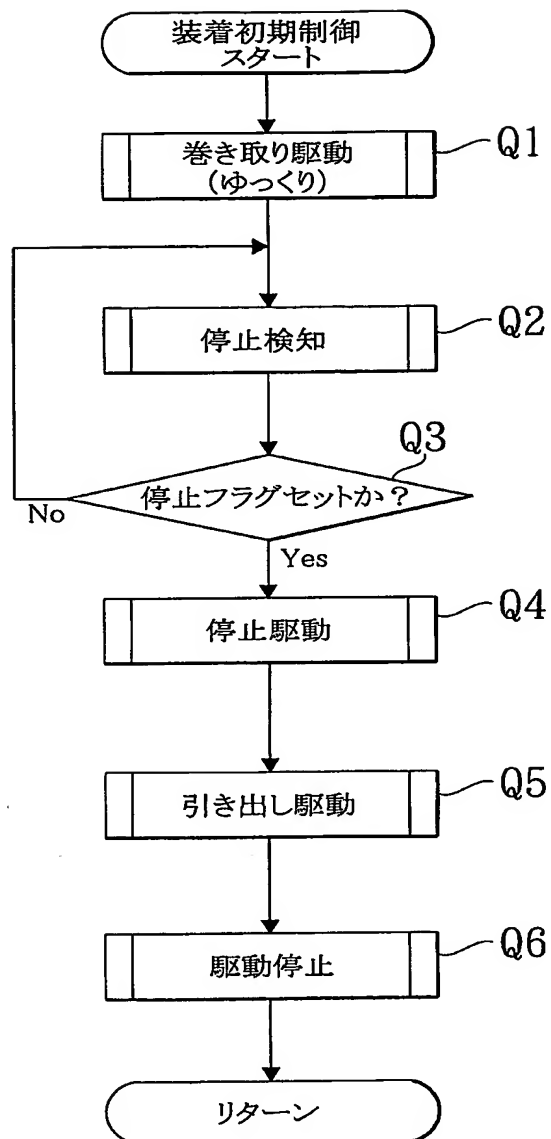 装着初期制御
スタート
巻き取り駆動
(ゆっくり)
Q1
停止検知
Q2
Q3
停止フラグセットか?
No
Yes
停止駆動
Q4
引き出し駆動
Q5
駆動停止
Q6
リターン